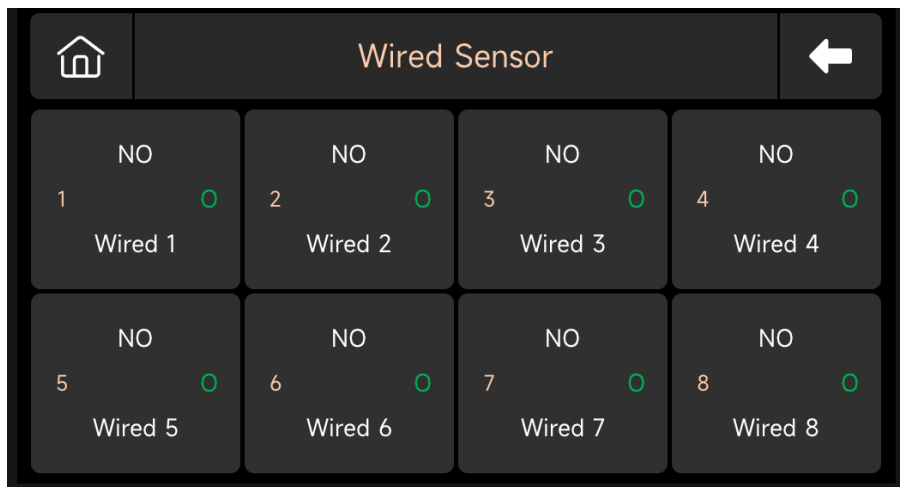 Wired Sensor
NO
1 O
Wired 1
NO
2 O
Wired 2
NO
3 O
Wired 3
NO
4 O
Wired 4
NO
5 O
Wired 5
NO
6 O
Wired 6
NO
7 O
Wired 7
NO
8 O
Wired 8